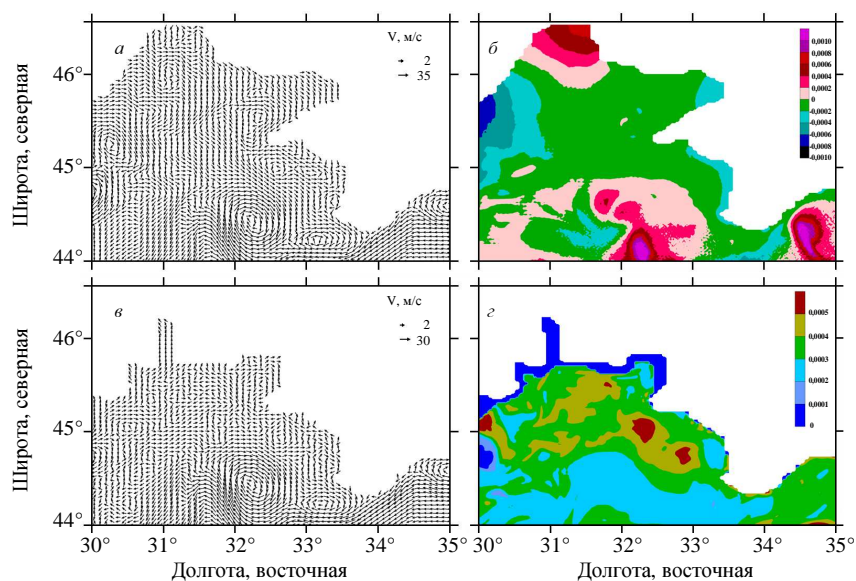 а
V, м/с
2
35
б
0,0010
0,0008
0,0006
0,0004
0,0002
0
-0,0002
-0,0004
-0,0006
-0,0008
-0,0010
46°
45°
44°
Широта, северная
в
V, м/с
2
30
г
0,0005
0,0004
0,0003
0,0002
0,0001
0
46°
45°
44°
Широта, северная
30° 31° 32° 33° 34° 35° 31° 32° 33° 34° 35°
Долгота, восточная Долгота, восточная